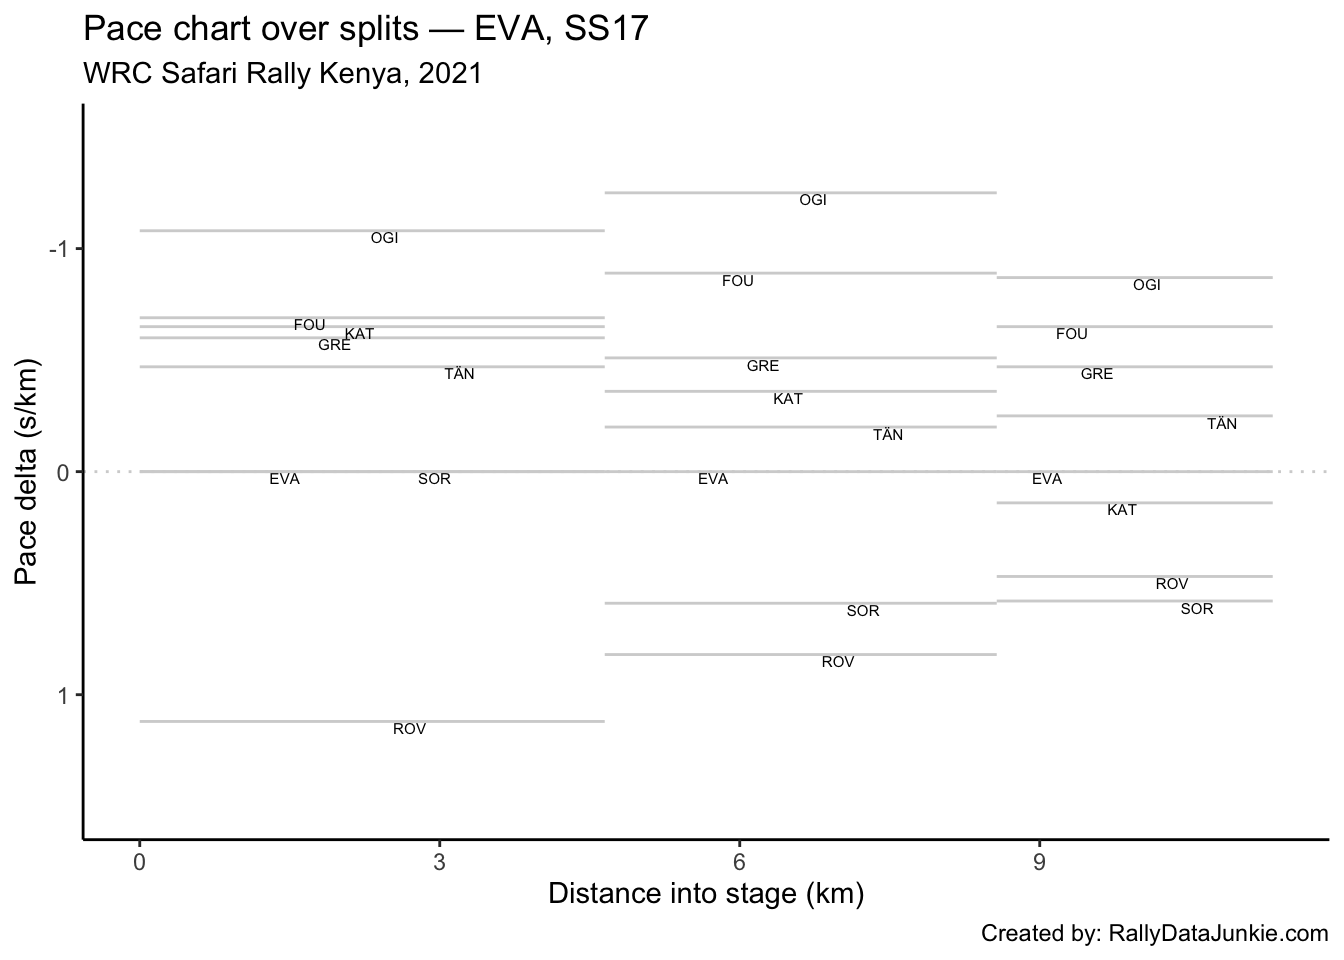 Pace chart over splits — EVA, SS17
WRC Safari Rally Kenya, 2021
Pace delta (s/km)
-1
0
1
OGI
FOU
KAT
GRE
TÄN
EVA SOR
ROV
OGI
FOU
GRE
KAT
TÄN
EVA
SOR
ROV
OGI
FOU
GRE
TÄN
EVA
KAT
ROV
SOR
0 3 6 9
Distance into stage (km)
Created by: RallyDataJunkie.com